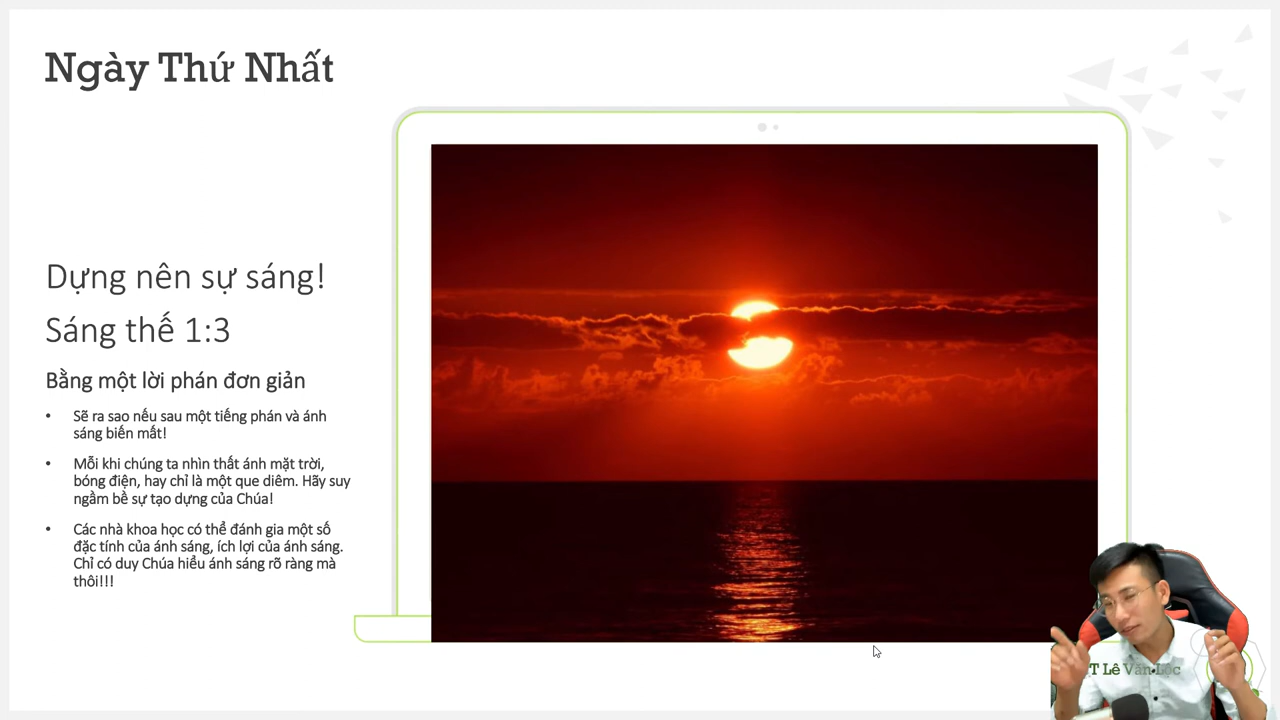 Ngày Thứ Nhất
Dựng nên sự sáng!
Sáng thế 1:3
Bằng một lời phán đơn giản
• Sẽ ra sao nếu sau một tiếng phán và ánh
sáng biến mất!
• Mỗi khi chúng ta nhìn thất ánh mặt trời,
bóng điện, hay chỉ là một que diêm. Hãy suy
ngầm bề sự tạo dựng của Chúa!
• Các nhà khoa học có thể đánh gia một số
đặc tính của ánh sáng, ích lợi của ánh sáng.
Chỉ có duy Chúa hiểu ánh sáng rõ ràng mà
thôi!!!
T Lê Văn Lộc